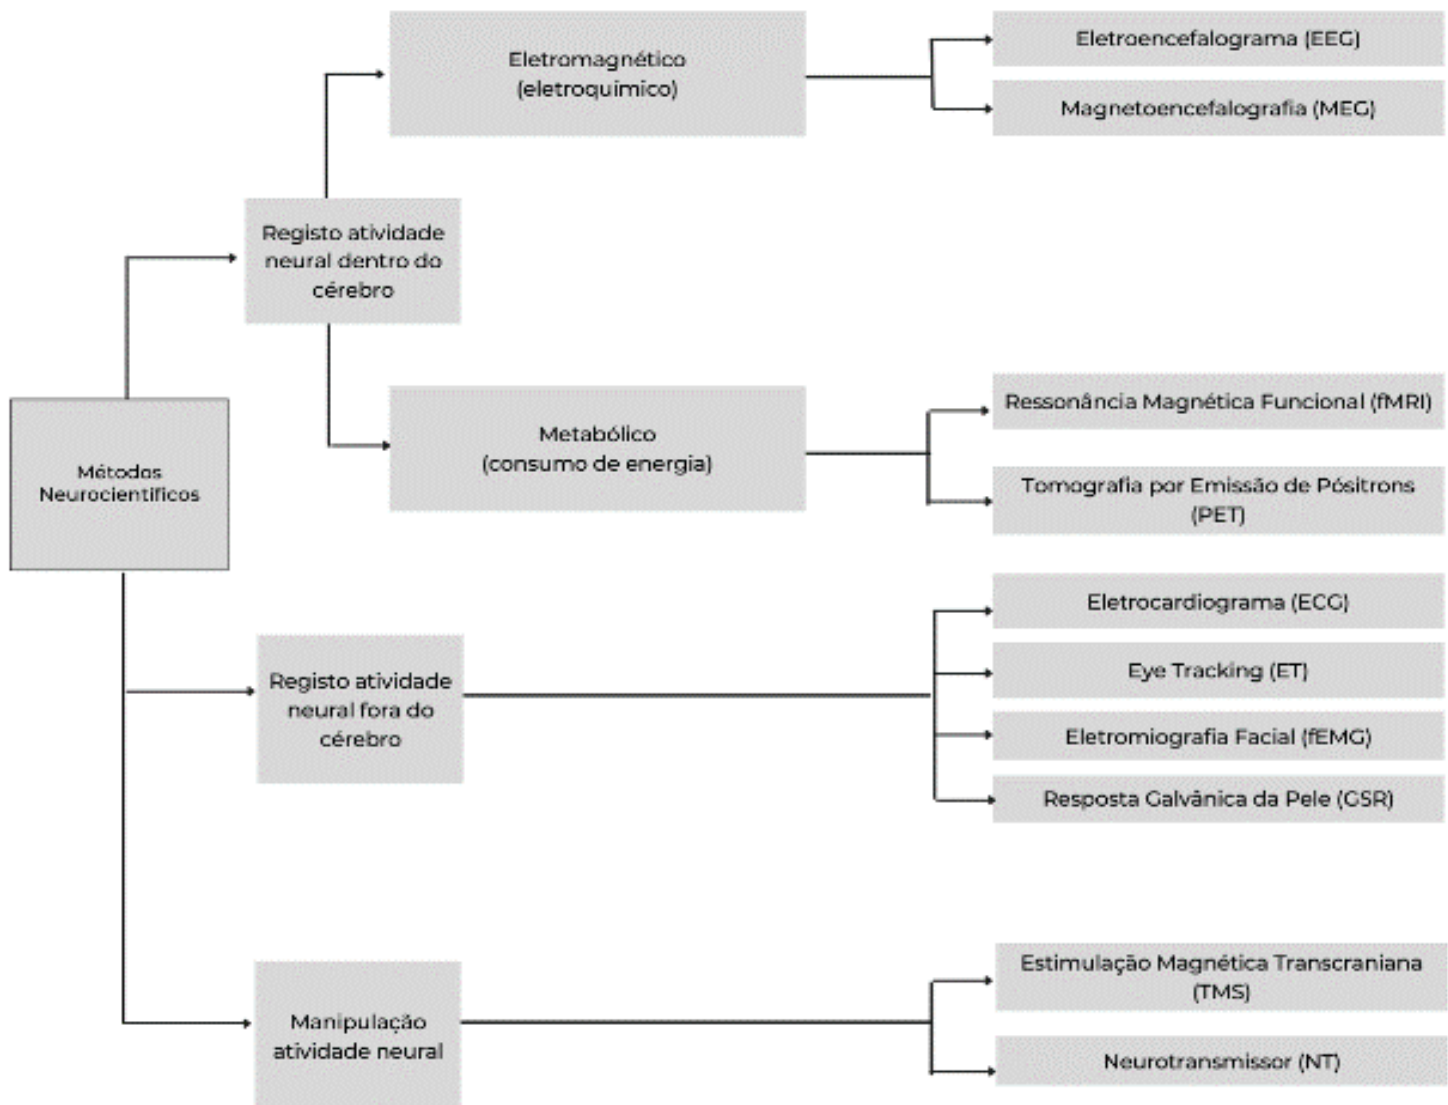 Eletromagnético
(eletroquímico)
Eletroencefalograma (EEG)
Magnetoencefalografia (MEG)
Registo atividade
neural dentro do
cérebro
Metabólico
(consumo de energia)
Ressonância Magnética Funcional (fMRI)
Tomografia por Emissão de Pósitrons
(PET)
Métodos
Neurocientíficos
Registo atividade
neural fora do
cérebro
Eletrocardiograma (ECG)
Eye Tracking (ET)
Eletromiografia Facial (fEMG)
Resposta Galvânica da Pele (GSR)
Manipulação
atividade neural
Estimulação Magnética Transcraniana
(TMS)
Neurotransmissor (NT)